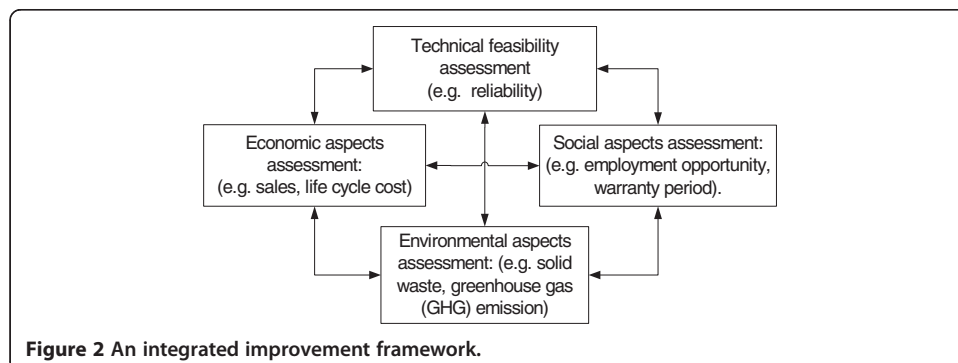 Technical feasibility
assessment
(e.g. reliability)
Economic aspects
assessment:
(e.g. sales, life cycle cost)
Social aspects assessment:
(e.g. employment opportunity,
warranty period).
Environmental aspects
assessment: (e.g. solid
waste, greenhouse gas
(GHG) emission)
Figure 2 An integrated improvement framework.